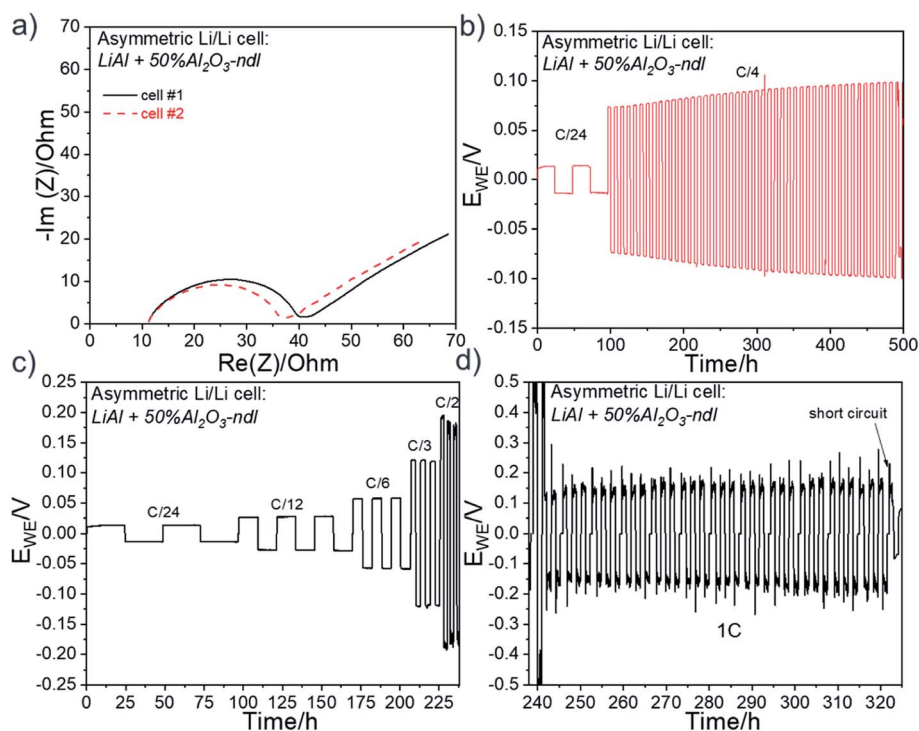 a)
Asymmetric Li/Li cell:
LiAl + 50%Al₂O₃-ndl
cell #1
cell #2
-Im (Z)/Ohm
70
60
50
40
30
20
10
0
0 10 20 30 40 50 60 70
Re(Z)/Ohm
b)
Asymmetric Li/Li cell:
LiAl + 50%Al₂O₃-ndl
C/4
C/24
E_WE/V
0.15
0.10
0.05
0.00
-0.05
-0.10
-0.15
0 100 200 300 400 500
Time/h
c)
Asymmetric Li/Li cell:
LiAl + 50%Al₂O₃-ndl
C/2
C/3
C/6
C/12
C/24
E_WE/V
0.25
0.20
0.15
0.10
0.05
0.00
-0.05
-0.10
-0.15
-0.20
-0.25
0 25 50 75 100 125 150 175 200 225
Time/h
d)
Asymmetric Li/Li cell:
LiAl + 50%Al₂O₃-ndl
short circuit
1C
E_WE/V
0.5
0.4
0.3
0.2
0.1
0.0
-0.1
-0.2
-0.3
-0.4
-0.5
240 250 260 270 280 290 300 310 320
Time/h